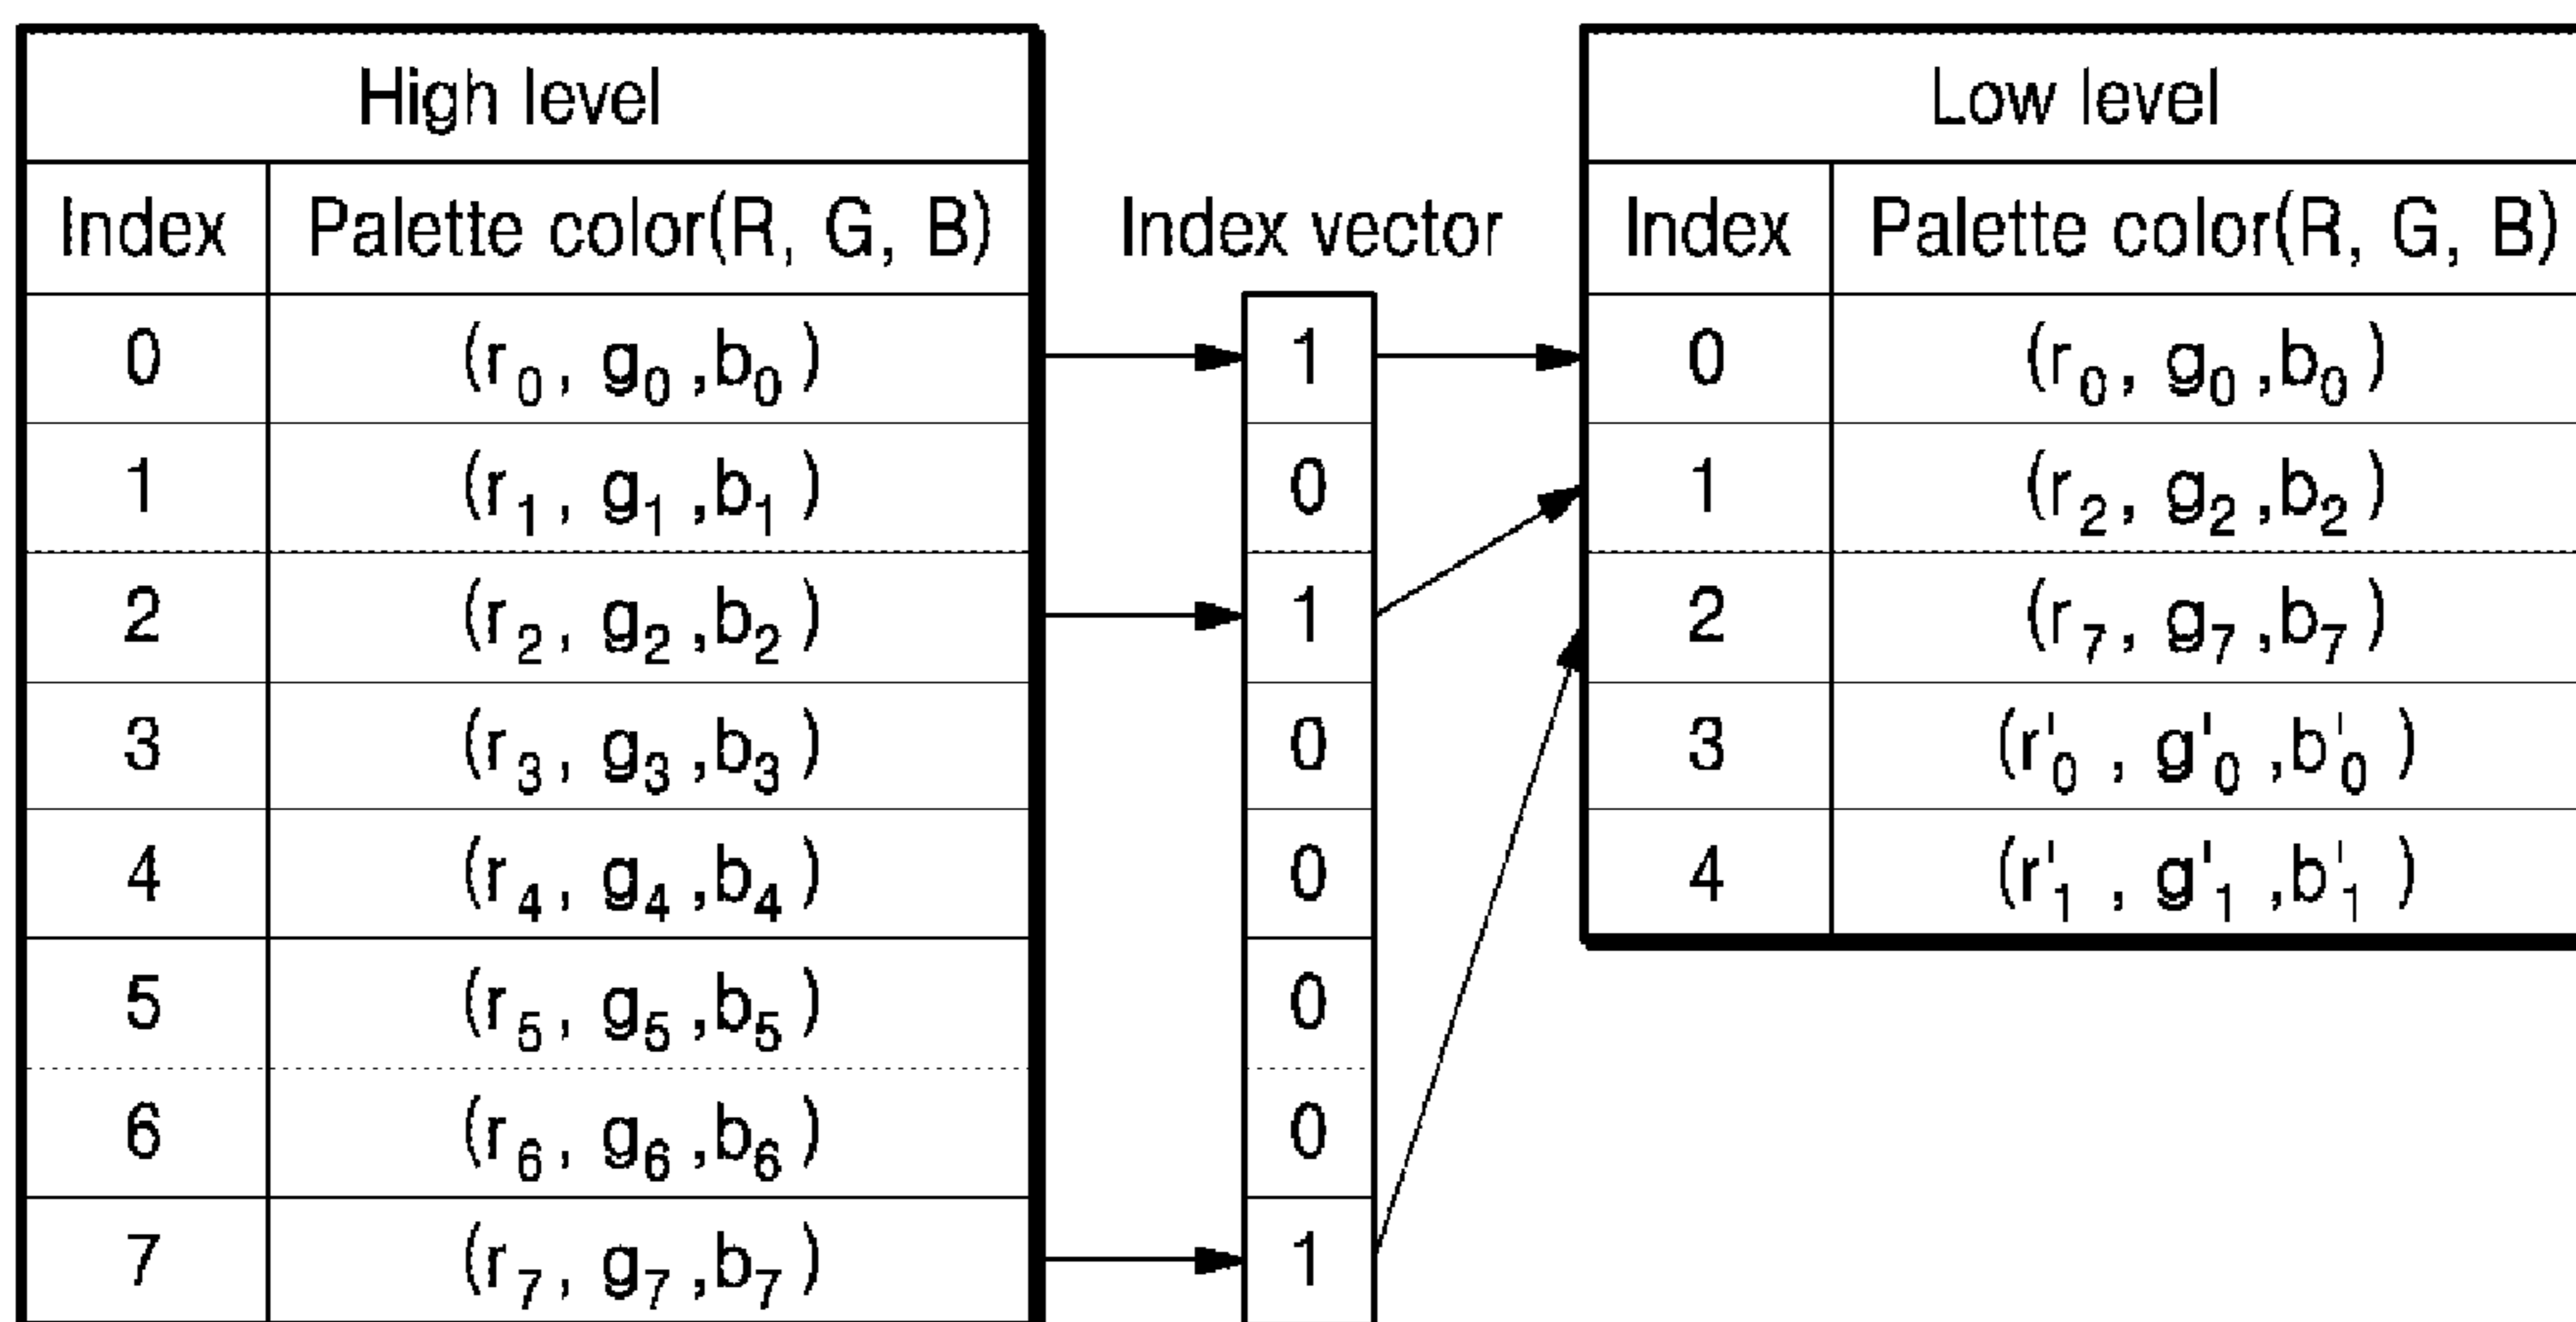 High level Low level
Index Palette color(R, G, B) Index vector Index Palette color(R, G, B)
0 (r₀, g₀,b₀) 1 0 (r₀, g₀,b₀)
1 (r₁, g₁,b₁) 0 1 (r₂, g₂,b₂)
2 (r₂, g₂,b₂) 1 2 (r₇, g₇,b₇)
3 (r₃, g₃,b₃) 0 3 (r'₀, g'₀,b'₀)
4 (r₄, g₄,b₄) 0 4 (r'₁, g'₁,b'₁)
5 (r₅, g₅,b₅) 0
6 (r₆, g₆,b₆) 0
7 (r₇, g₇,b₇) 1